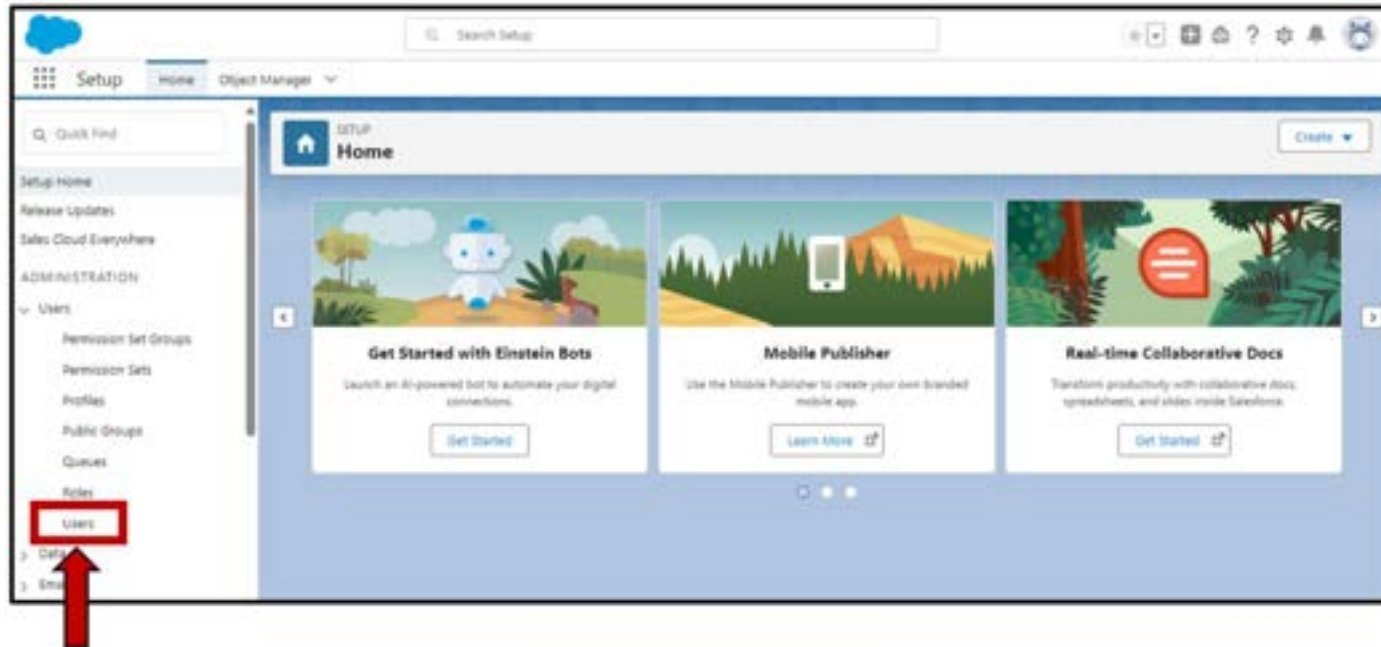 Search Setup
Setup
Home
Object Manager
Quick Find
SETUP
Home
Create
Setup Home
Release Updates
Sales Cloud Everywhere
ADMINISTRATION
Users
Permission Set Groups
Permission Sets
Profiles
Public Groups
Queues
Roles
Users
Data
Get Started with Einstein Bots
Launch an AI-powered bot to automate your digital
connections.
Get Started
Mobile Publisher
Use the Mobile Publisher to create your own branded
mobile app.
Learn More
Real-time Collaborative Docs
Transform productivity with collaborative docs,
spreadsheets, and slides inside Salesforce.
Get Started